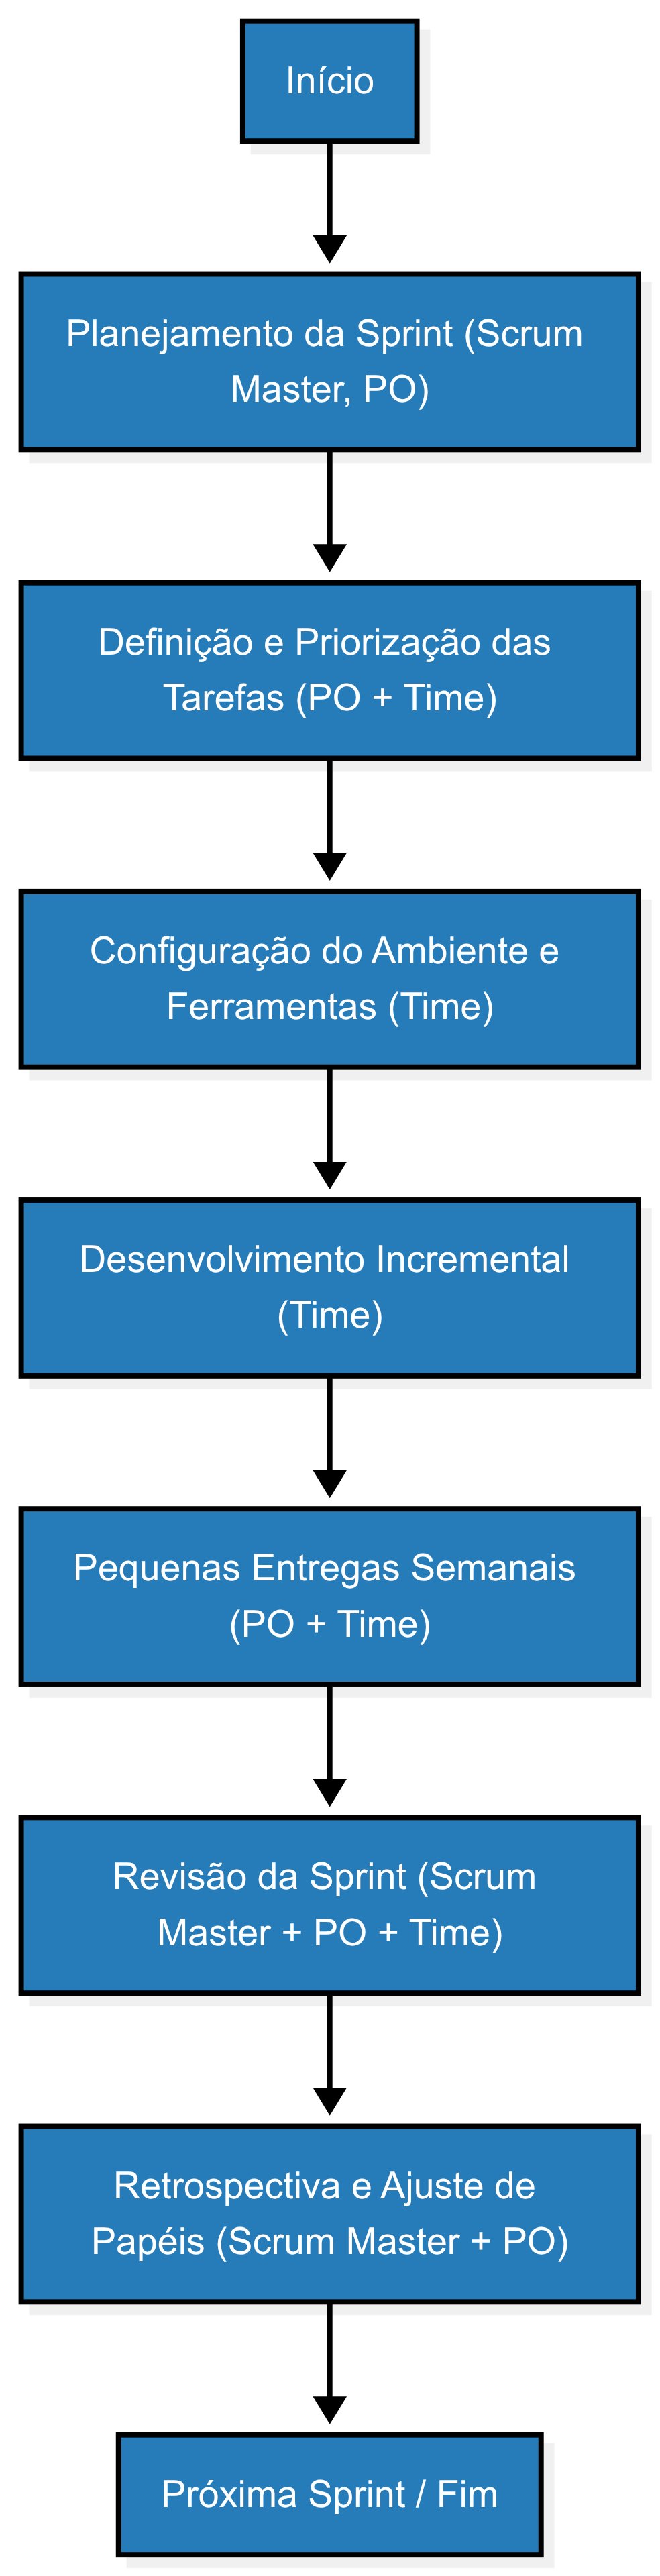 Início
Planejamento da Sprint (Scrum
Master, PO)
Definição e Priorização das
Tarefas (PO + Time)
Configuração do Ambiente e
Ferramentas (Time)
Desenvolvimento Incremental
(Time)
Pequenas Entregas Semanais
(PO + Time)
Revisão da Sprint (Scrum
Master + PO + Time)
Retrospectiva e Ajuste de
Papéis (Scrum Master + PO)
Próxima Sprint / Fim